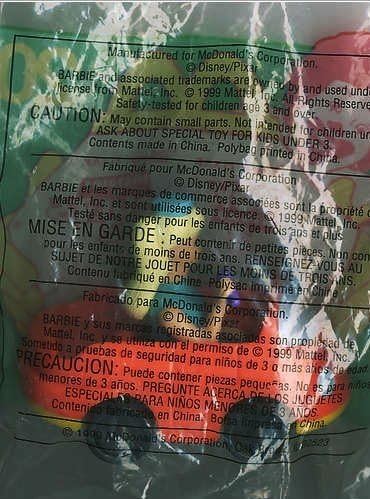 Manufactured for McDonald's Corporation.
© Disney/Pixar
BARBIE and associated trademarks are owned by and used under
license from Mattel, Inc. © 1999 Mattel, Inc. All Rights Reserve
Safety-tested for children age 3 and over.
CAUTION: May contain small parts. Not intended for children un
ASK ABOUT SPECIAL TOY FOR KIDS UNDER 3.
Contents made in China. Polybag printed in China.
Fabriqué pour McDonald's Corporation
© Disney/Pixar
BARBIE et les marques de commerce associées sont la propriété d
Mattel, Inc. et sont utilisées sous licence. © 1999 Mattel, Inc.
Testé sans danger pour les enfants de trois ans et plus
MISE EN GARDE : Peut contenir de petites pièces. Non con
pour les enfants de moins de trois ans. RENSEIGNEZ-VOUS AU
SUJET DE NOTRE JOUET POUR LES MOINS DE TROIS ANS.
Contenu fabriqué en Chine. Polysac imprimé en Chine
Fabricado para McDonald's Corporation.
© Disney/Pixar
BARBIE y sus marcas registradas asociadas son propiedad de
Mattel, Inc. y se utiliza con el permiso de © 1999 Mattel, Inc.
Sometido a pruebas de seguridad para niños de 3 o más años de edad.
PRECAUCION: Puede contener piezas pequeñas. No es para niños
menores de 3 años. PREGUNTE ACERCA DE LOS JUGUETES
ESPECIALES PARA NIÑOS MENORES DE 3 AÑOS.
Contenido fabricado en China. Bolsa impresa en China.
© 1999 McDonald's Corporation, Oak 60523